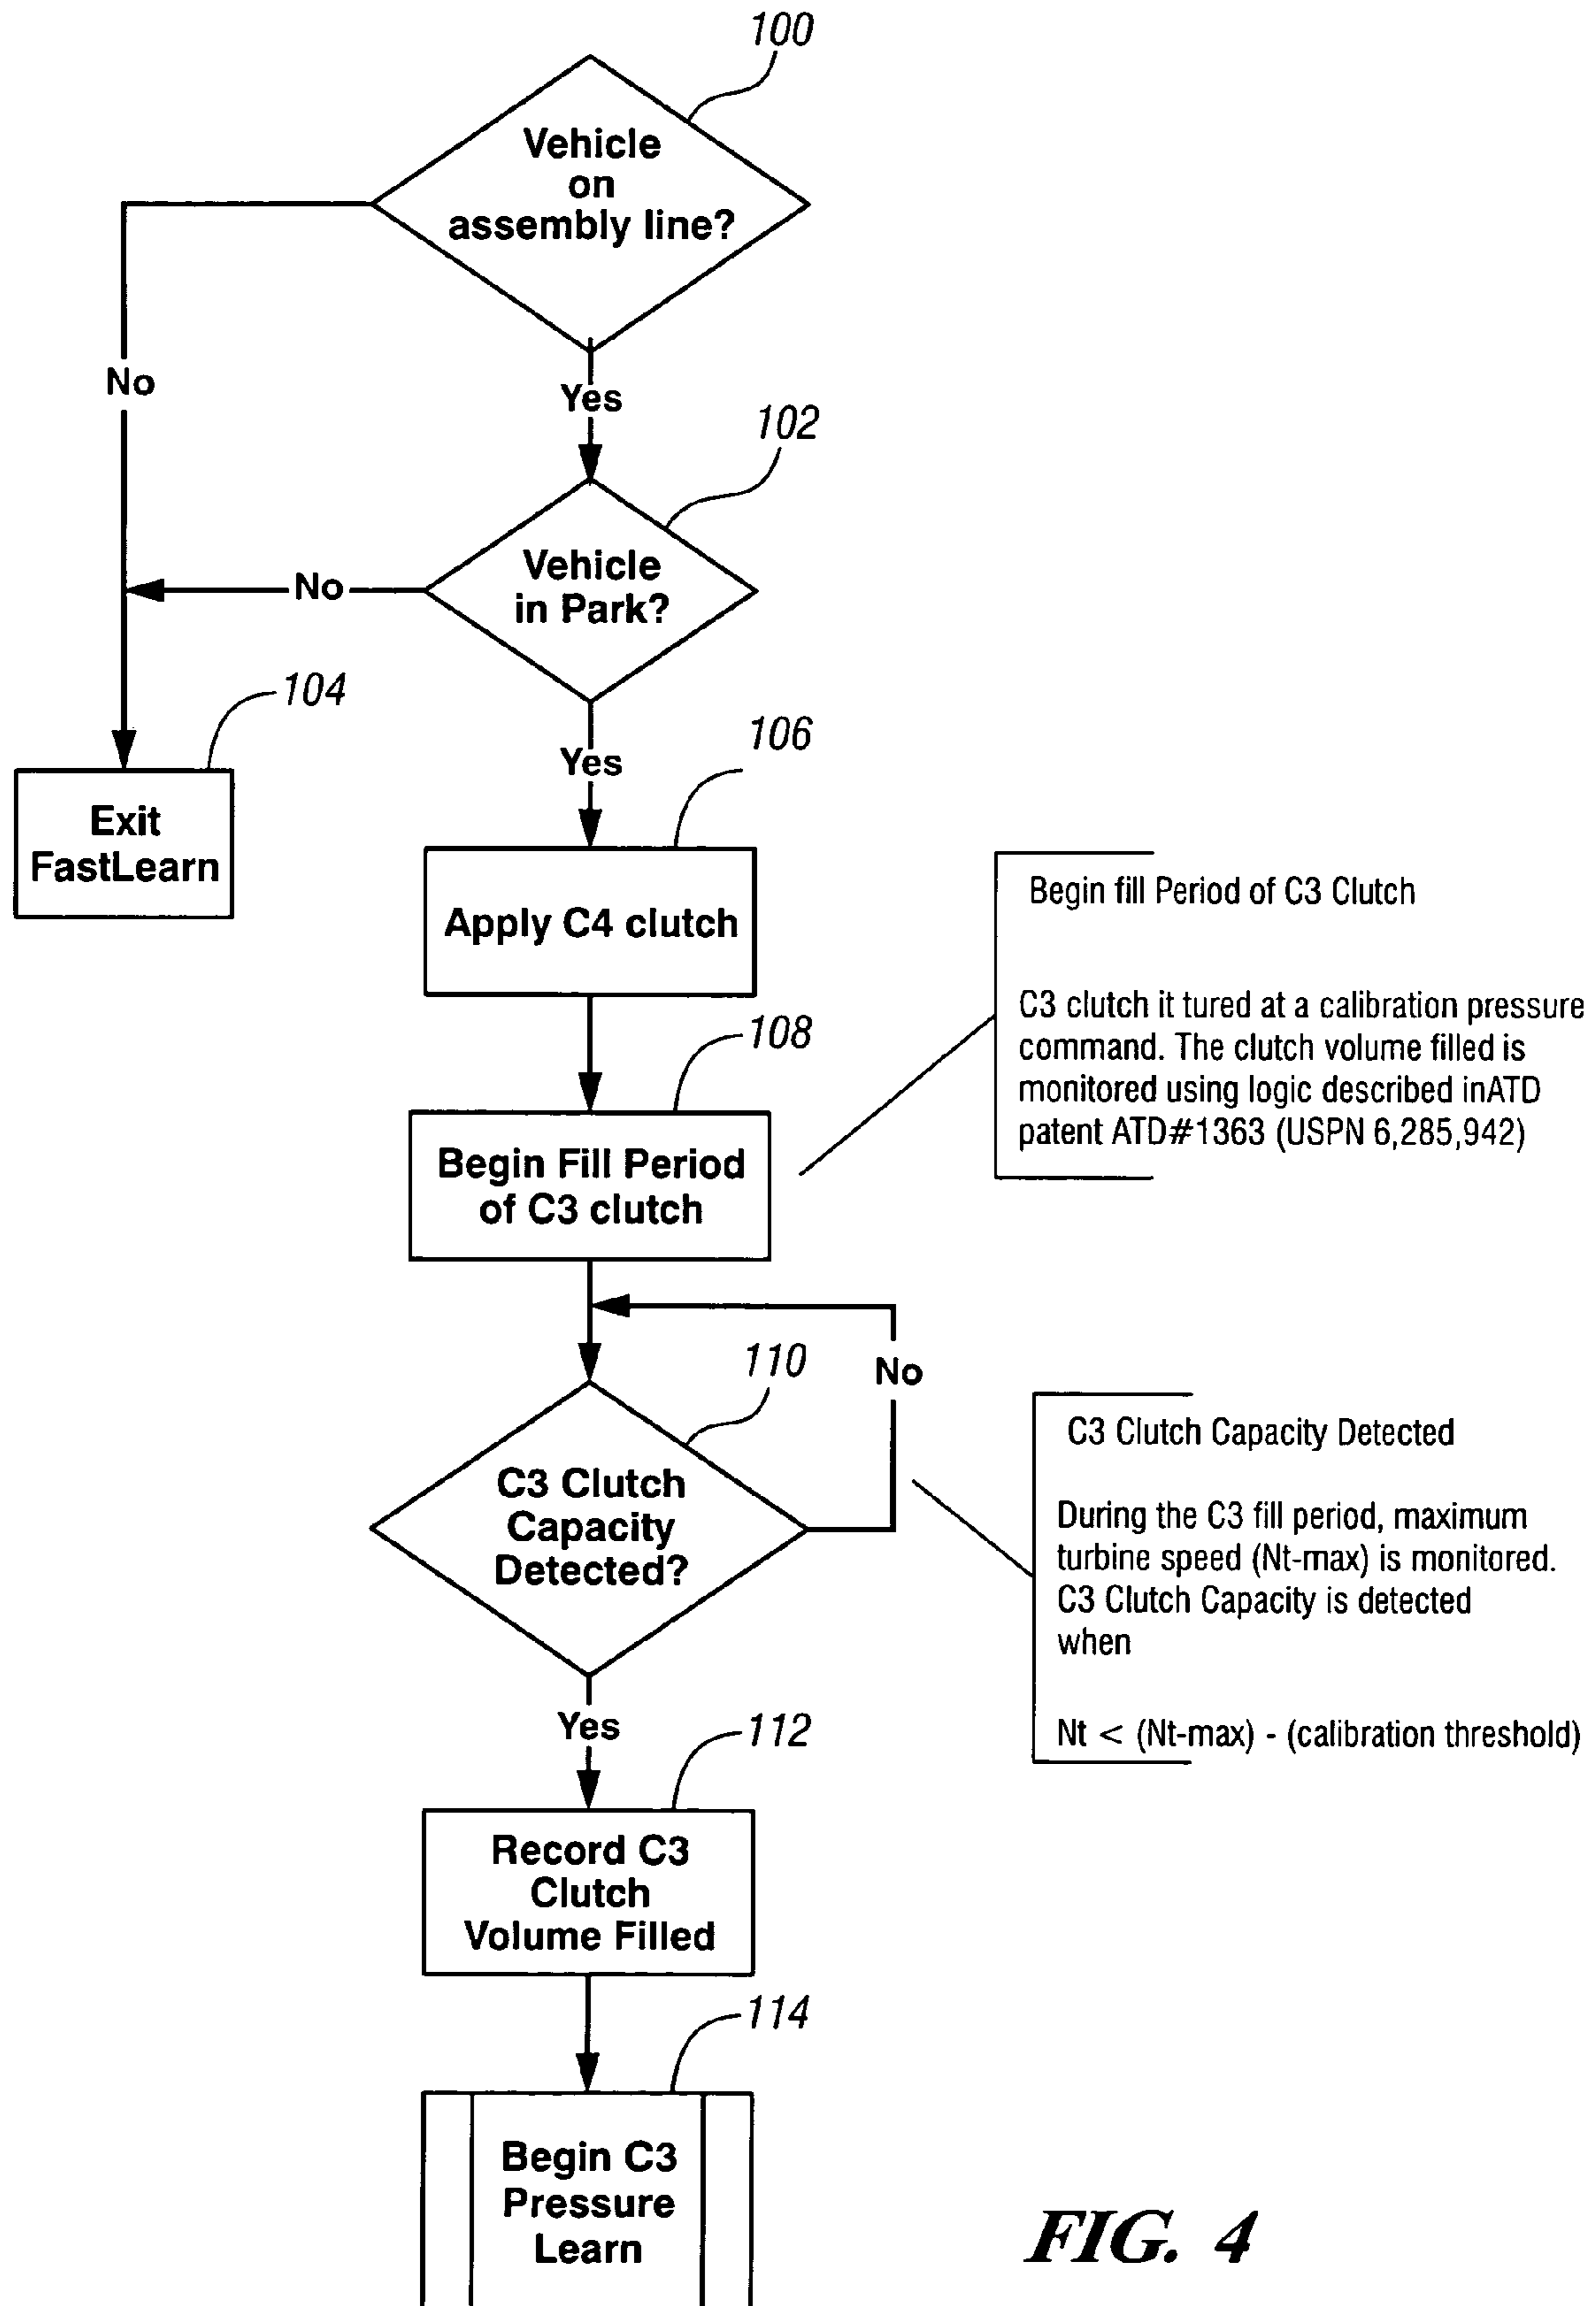 100
Vehicle
on
assembly line?
No
Yes
102
Vehicle
in Park?
No
104
Yes
106
Exit
FastLearn
Apply C4 clutch
Begin fill Period of C3 Clutch
C3 clutch it tured at a calibration pressure
command. The clutch volume filled is
monitored using logic described inATD
patent ATD#1363 (USPN 6,285,942)
108
Begin Fill Period
of C3 clutch
110
No
C3 Clutch
Capacity
Detected?
C3 Clutch Capacity Detected
During the C3 fill period, maximum
turbine speed (Nt-max) is monitored.
C3 Clutch Capacity is detected
when
Nt < (Nt-max) - (calibration threshold)
Yes
112
Record C3
Clutch
Volume Filled
114
Begin C3
Pressure
Learn
FIG. 4